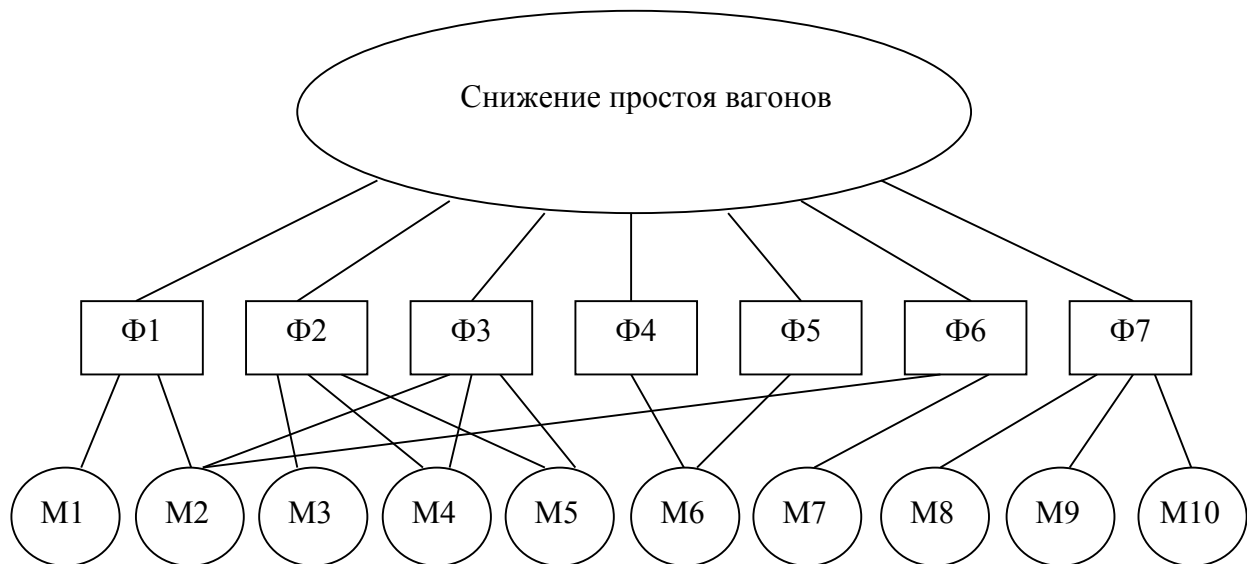 Снижение простоя вагонов
Ф1 Ф2 Ф3 Ф4 Ф5 Ф6 Ф7
М1 М2 М3 М4 М5 М6 М7 М8 М9 М10